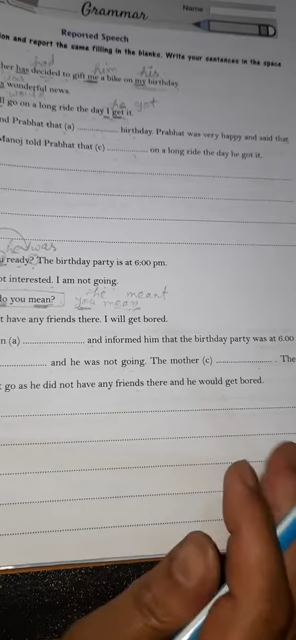 Grammar
Name
Reported Speech
ion and report the same filling in the blanks. Write your sentences in the space
had him his
her has decided to gift me a bike on my birthday.
was
a wonderful news.
would he got
ll go on a long ride the day I get it.
nd Prabhat that (a) ............... birthday. Prabhat was very happy and said that
Manoj told Prabhat that (c) ............... on a long ride the day he got it.
he was
u ready? The birthday party is at 6:00 pm.
ot interested. I am not going.
he meant
do you mean? you mean
t have any friends there. I will get bored.
n (a) ............... and informed him that the birthday party was at 6.00
............... and he was not going. The mother (c) ............... . The
t go as he did not have any friends there and he would get bored.